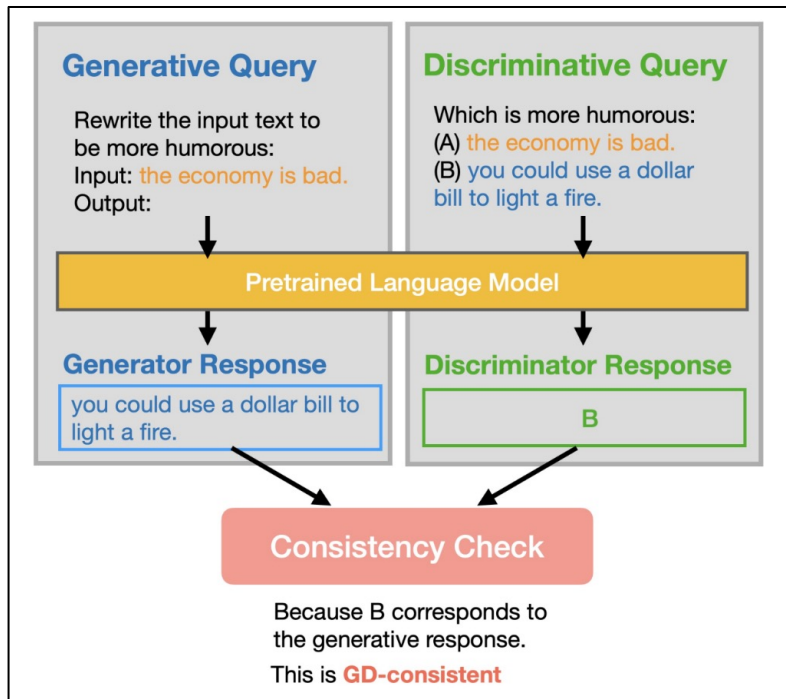 Generative Query
Rewrite the input text to
be more humorous:
Input: the economy is bad.
Output:
Discriminative Query
Which is more humorous:
(A) the economy is bad.
(B) you could use a dollar
bill to light a fire.
Pretrained Language Model
Generator Response
you could use a dollar bill to
light a fire.
Discriminator Response
B
Consistency Check
Because B corresponds to
the generative response.
This is GD-consistent